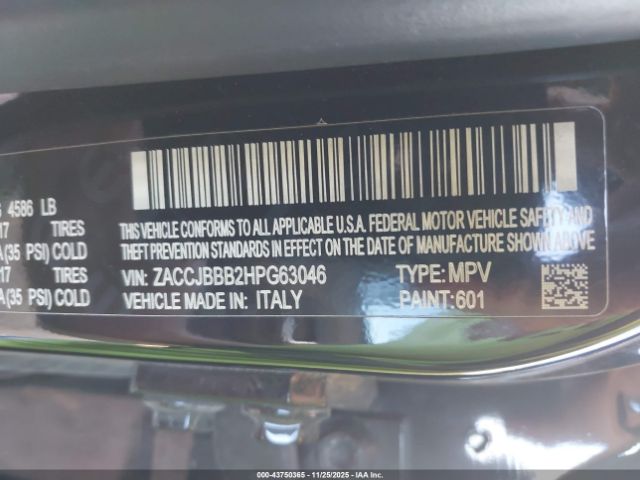 4586 LB
17 TIRES
(35 PSI) COLD
17 TIRES
(35 PSI) COLD
THIS VEHICLE CONFORMS TO ALL APPLICABLE U.S.A. FEDERAL MOTOR VEHICLE SAFETY AND
THEFT PREVENTION STANDARDS IN EFFECT ON THE DATE OF MANUFACTURE SHOWN ABOVE.
VIN: ZACCJBBB2HPG63046 TYPE: MPV
VEHICLE MADE IN: ITALY PAINT: 601
000-43750365 - 11/25/2025 - IAA Inc.